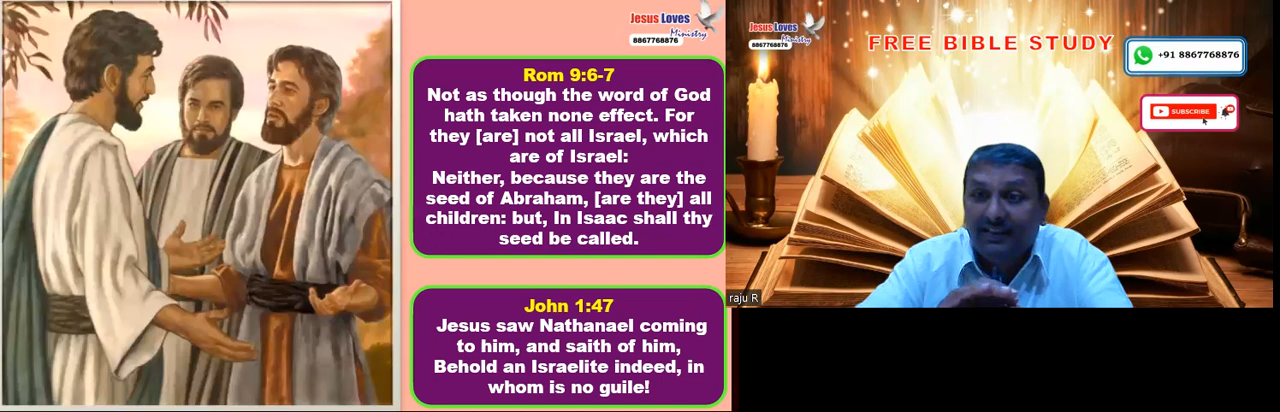 Jesus Loves
Ministry
8867768876
Rom 9:6-7
Not as though the word of God
hath taken none effect. For
they [are] not all Israel, which
are of Israel:
Neither, because they are the
seed of Abraham, [are they] all
children: but, In Isaac shall thy
seed be called.
John 1:47
Jesus saw Nathanael coming
to him, and saith of him,
Behold an Israelite indeed, in
whom is no guile!
Jesus Loves
Ministry
8867768876
FREE BIBLE STUDY
+91 8867768876
SUBSCRIBE
raju R